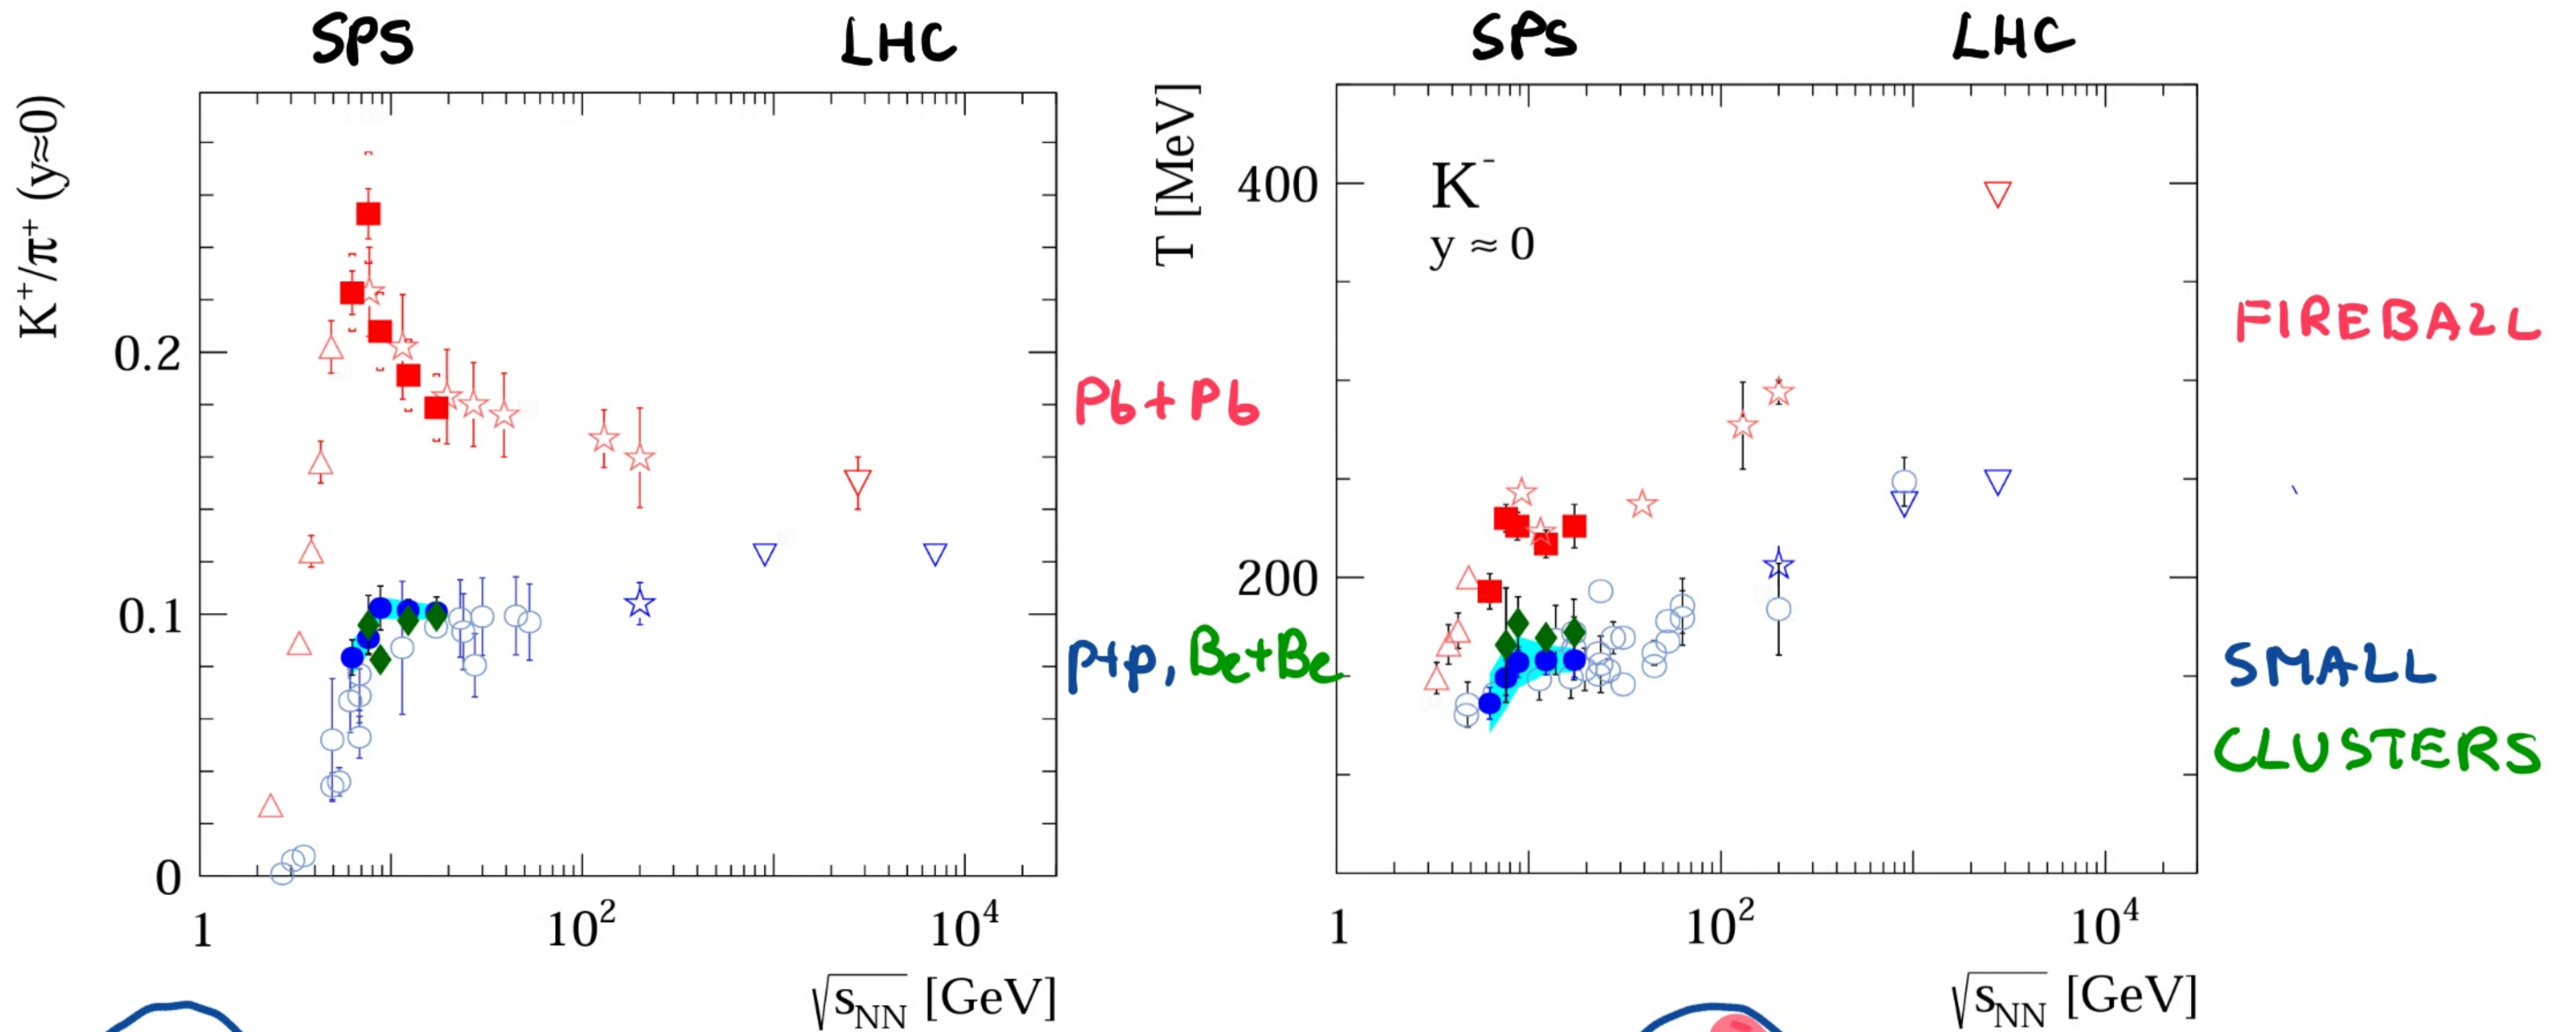 SPS LHC
K⁺/π⁺ (y≈0)
0.2
0.1
0
1 10² 10⁴
√sNN [GeV]
Pb+Pb
p+p, Be+Be
SPS LHC
T [MeV]
400
200
K⁻
y ≈ 0
1 10² 10⁴
√sNN [GeV]
FIREBALL
SMALL
CLUSTERS